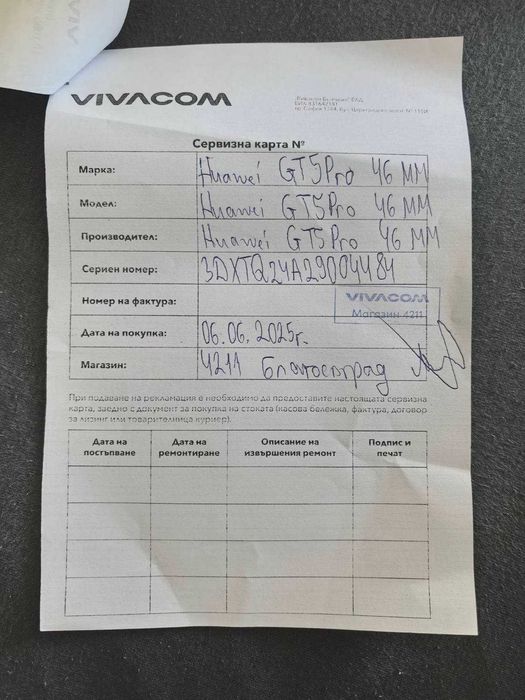 VIVACOM
Сервизна карта №
Марка: Huawei GT5Pro 46 MM
Модел: Huawei GT5Pro 46 MM
Производител: Huawei GT5Pro 46 MM
Сериен номер: 3DXTQ24A29004484
Номер на фактура:
VIVACOM
Магазин 4211
Дата на покупка: 06.06.2025г.
Магазин: 4211 Благоевград
При подаване на рекламация е необходимо да предоставите настоящата сервизна
карта, заедно с документ за покупка на стоката (касова бележка, фактура, договор
за лизинг или товарителница куриер).
Дата на постъпване Дата на ремонтиране Описание на извършения ремонт Подпис и печат